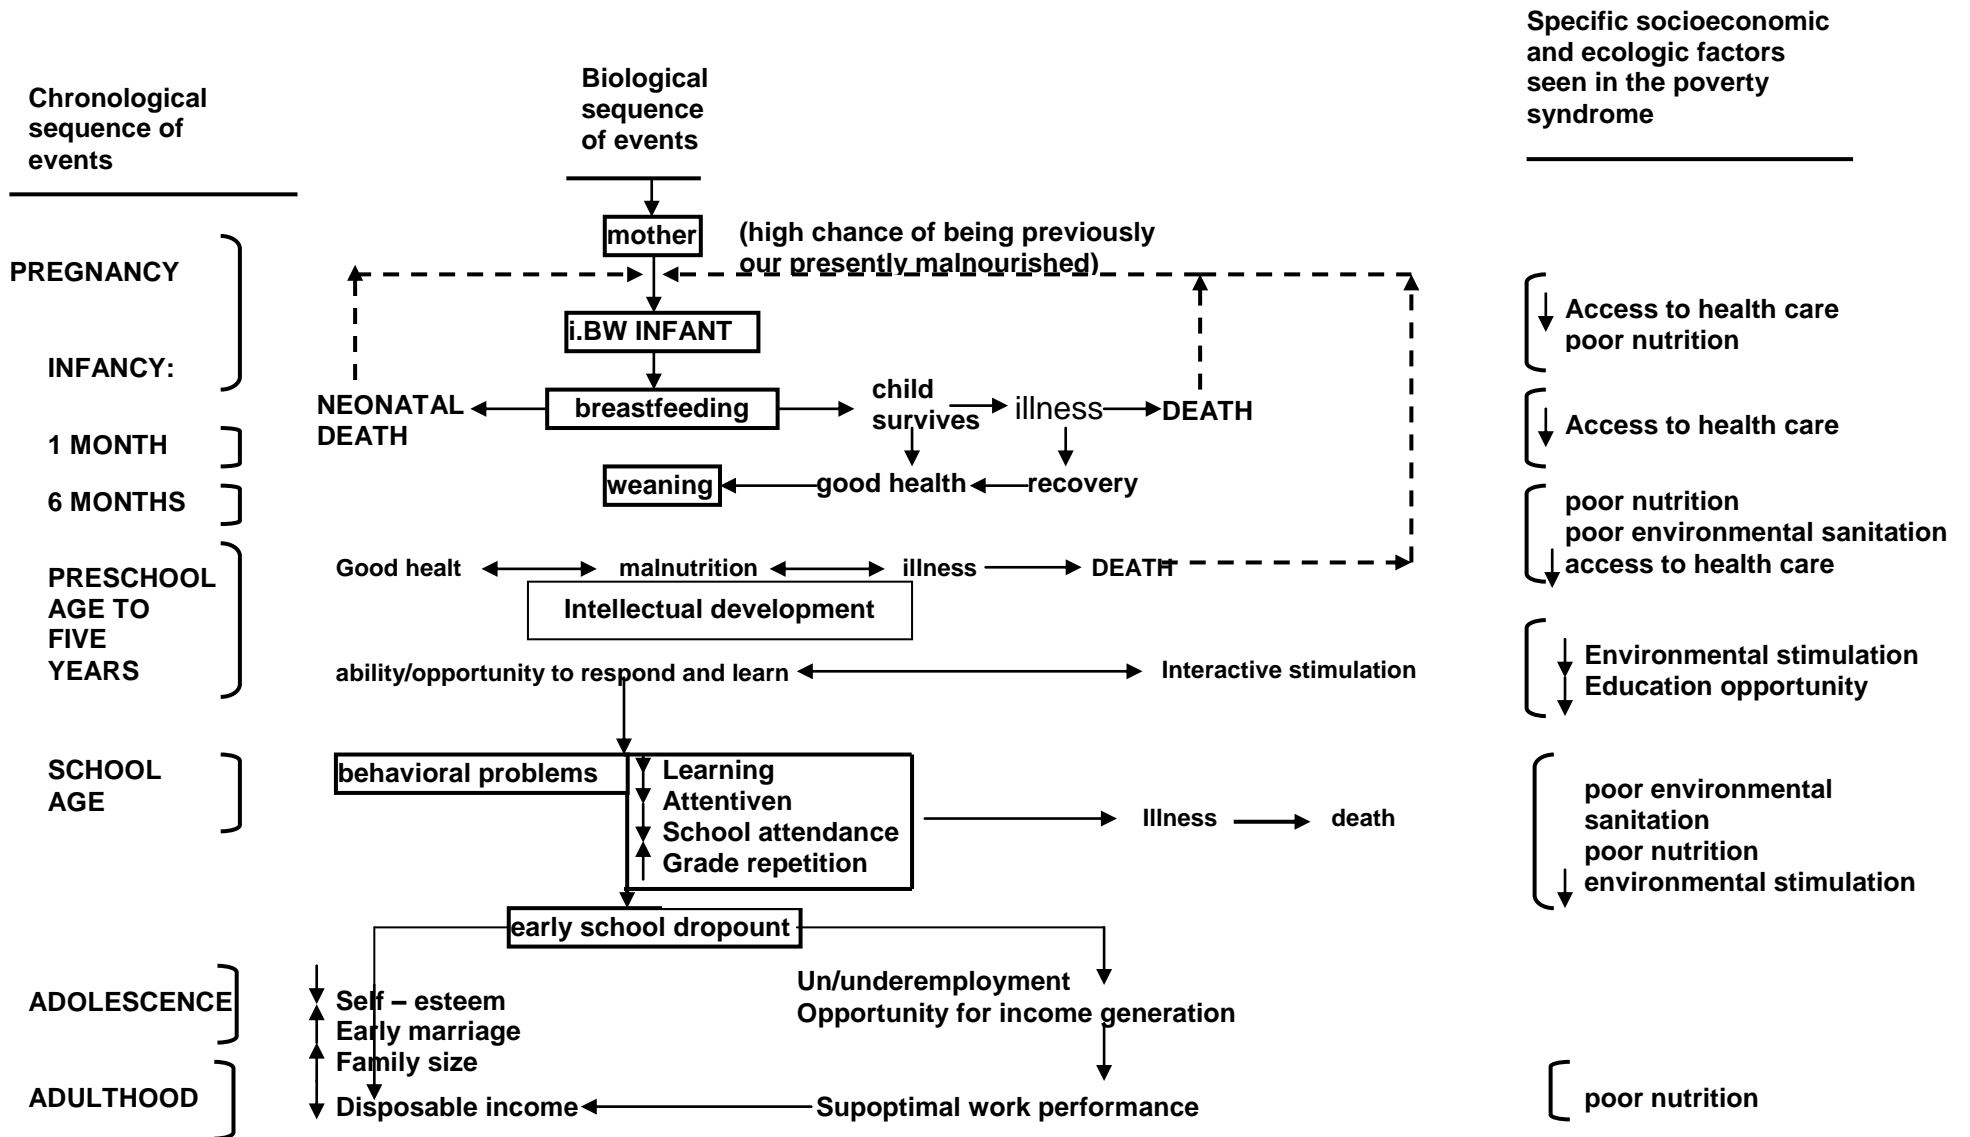 Specific socioeconomic
and ecologic factors
seen in the poverty
syndrome
Biological
sequence
of events
Chronological
sequence of
events
mother
(high chance of being previously
our presently malnourished)
PREGNANCY
Access to health care
poor nutrition
i.BW INFANT
INFANCY:
NEONATAL
DEATH
breastfeeding
child
survives
illness
DEATH
Access to health care
1 MONTH
weaning
good health
recovery
6 MONTHS
poor nutrition
poor environmental sanitation
access to health care
PRESCHOOL
AGE TO
FIVE
YEARS
Good healt
malnutrition
illness
DEATH
Intellectual development
ability/opportunity to respond and learn
Interactive stimulation
Environmental stimulation
Education opportunity
SCHOOL
AGE
behavioral problems
Learning
Attentiven
School attendance
Grade repetition
Illness
death
poor environmental
sanitation
poor nutrition
environmental stimulation
early school dropount
ADOLESCENCE
Self – esteem
Early marriage
Family size
Un/underemployment
Opportunity for income generation
ADULTHOOD
Disposable income
Supoptimal work performance
poor nutrition